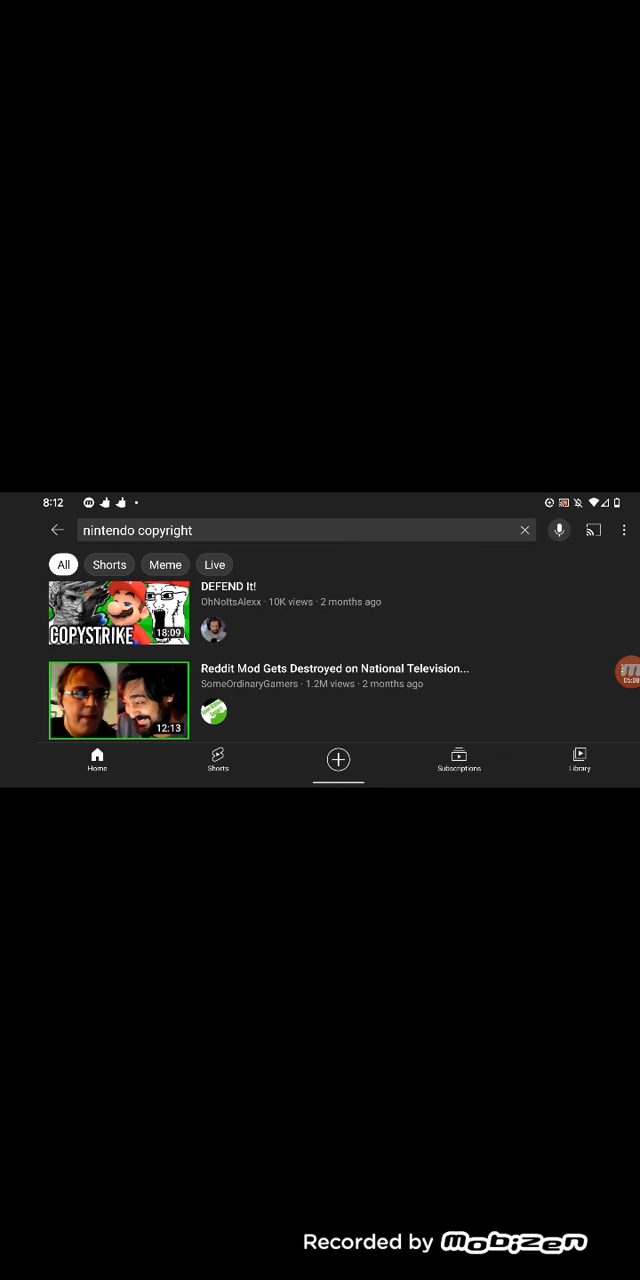 8:12
nintendo copyright
All
Shorts
Meme
Live
DEFEND It!
OhNoItsAlexx · 10K views · 2 months ago
COPYSTRIKE
18:09
Reddit Mod Gets Destroyed on National Television...
SomeOrdinaryGamers · 1.2M views · 2 months ago
12:13
05:08
Home
Shorts
Subscriptions
Library
Recorded by mobizen